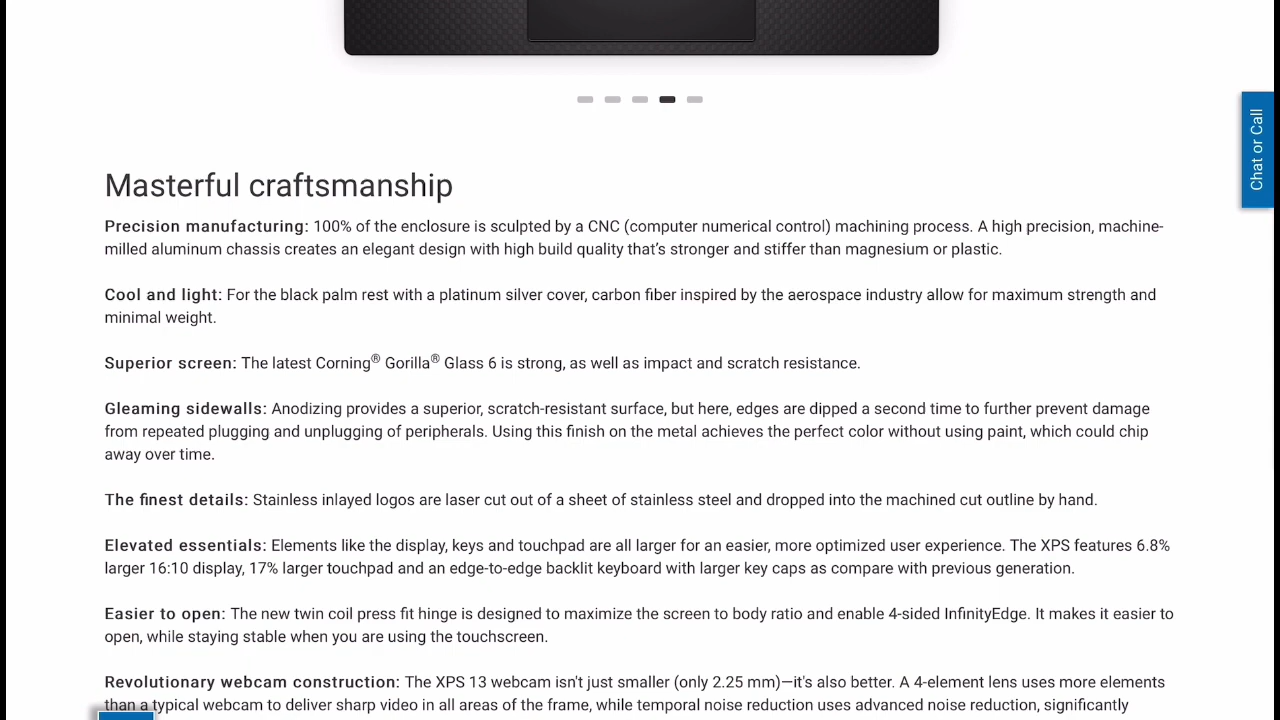 Chat or Call
Masterful craftsmanship
Precision manufacturing: 100% of the enclosure is sculpted by a CNC (computer numerical control) machining process. A high precision, machine-
milled aluminum chassis creates an elegant design with high build quality that's stronger and stiffer than magnesium or plastic.
Cool and light: For the black palm rest with a platinum silver cover, carbon fiber inspired by the aerospace industry allow for maximum strength and
minimal weight.
Superior screen: The latest Corning® Gorilla® Glass 6 is strong, as well as impact and scratch resistance.
Gleaming sidewalls: Anodizing provides a superior, scratch-resistant surface, but here, edges are dipped a second time to further prevent damage
from repeated plugging and unplugging of peripherals. Using this finish on the metal achieves the perfect color without using paint, which could chip
away over time.
The finest details: Stainless inlayed logos are laser cut out of a sheet of stainless steel and dropped into the machined cut outline by hand.
Elevated essentials: Elements like the display, keys and touchpad are all larger for an easier, more optimized user experience. The XPS features 6.8%
larger 16:10 display, 17% larger touchpad and an edge-to-edge backlit keyboard with larger key caps as compare with previous generation.
Easier to open: The new twin coil press fit hinge is designed to maximize the screen to body ratio and enable 4-sided InfinityEdge. It makes it easier to
open, while staying stable when you are using the touchscreen.
Revolutionary webcam construction: The XPS 13 webcam isn't just smaller (only 2.25 mm)—it's also better. A 4-element lens uses more elements
than a typical webcam to deliver sharp video in all areas of the frame, while temporal noise reduction uses advanced noise reduction, significantly